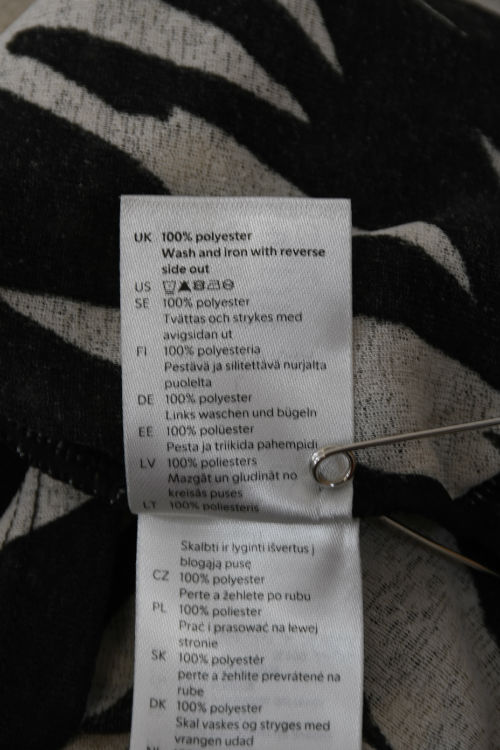 UK 100% polyester
Wash and iron with reverse
side out
US
SE 100% polyester
Tvättas och strykes med
avigsidan ut
FI 100% polyesteria
Pestävä ja silitettävä nurjalta
puolelta
DE 100% polyester
Links waschen und bügeln
EE 100% polüester
Pesta ja triikida pahempidi
LV 100% poliesters
Mazgāt un gludināt no
kreisās puses
LT 100% poliesteris
Skalbti ir lyginti išvertus į
blogąją pusę
CZ 100% polyester
Perte a žehlete po rubu
PL 100% poliester
Prać i prasować na lewej
stronie
SK 100% polyestér
perte a žehlite prevrátené na
rube
DK 100% polyester
Skal vaskes og stryges med
vrangen udad